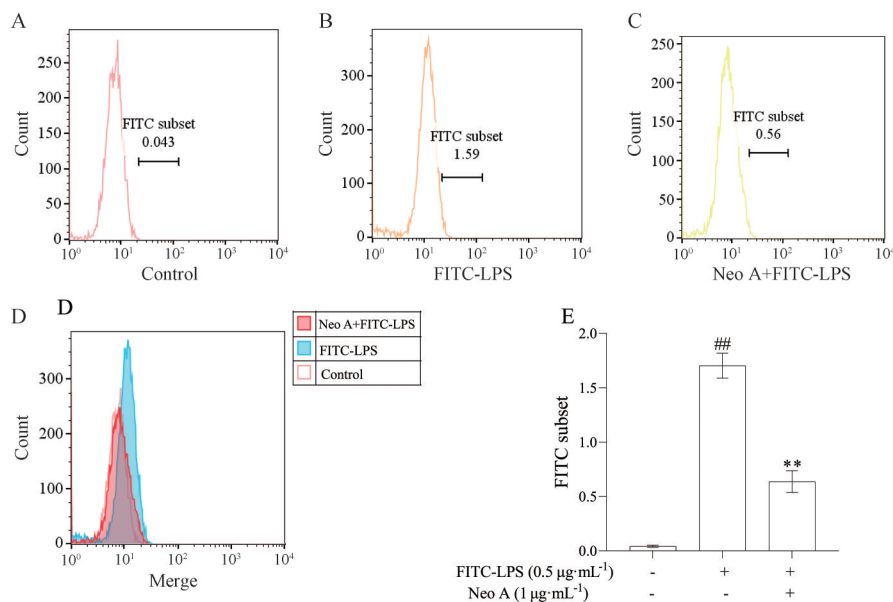 A
Count
250
200
150
100
50
0
FITC subset
0.043
10⁰ 10¹ 10² 10³ 10⁴
Control
B
Count
300
200
100
0
FITC subset
1.59
10⁰ 10¹ 10² 10³ 10⁴
FITC-LPS
C
Count
250
200
150
100
50
0
FITC subset
0.56
10⁰ 10¹ 10² 10³ 10⁴
Neo A+FITC-LPS
D D
Count
300
200
100
0
10⁰ 10¹ 10² 10³ 10⁴
Merge
Neo A+FITC-LPS
FITC-LPS
Control
E
FITC subset
2.0
1.5
1.0
0.5
0.0
##
**
FITC-LPS (0.5 μg·mL⁻¹) - + +
Neo A (1 μg·mL⁻¹) - - +